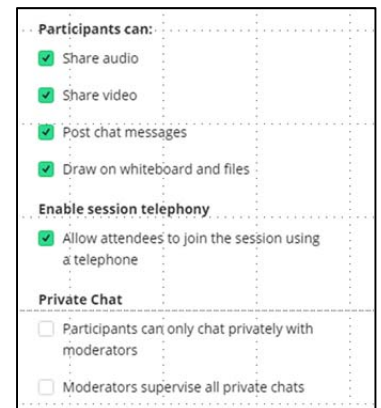 Participants can:
Share audio
Share video
Post chat messages
Draw on whiteboard and files
Enable session telephony
Allow attendees to join the session using
a telephone
Private Chat
Participants can only chat privately with
moderators
Moderators supervise all private chats